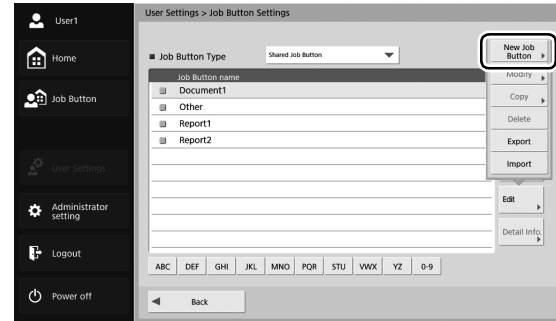 User1
Home
Job Button
User Settings
Administrator
setting
Logout
Power off
User Settings > Job Button Settings
Job Button Type
Shared Job Button
Job Button name
Document1
Other
Report1
Report2
New Job
Button
Modify
Copy
Delete
Export
Import
Edit
Detail Info.
ABC DEF GHI JKL MNO PQR STU VWX YZ 0-9
Back